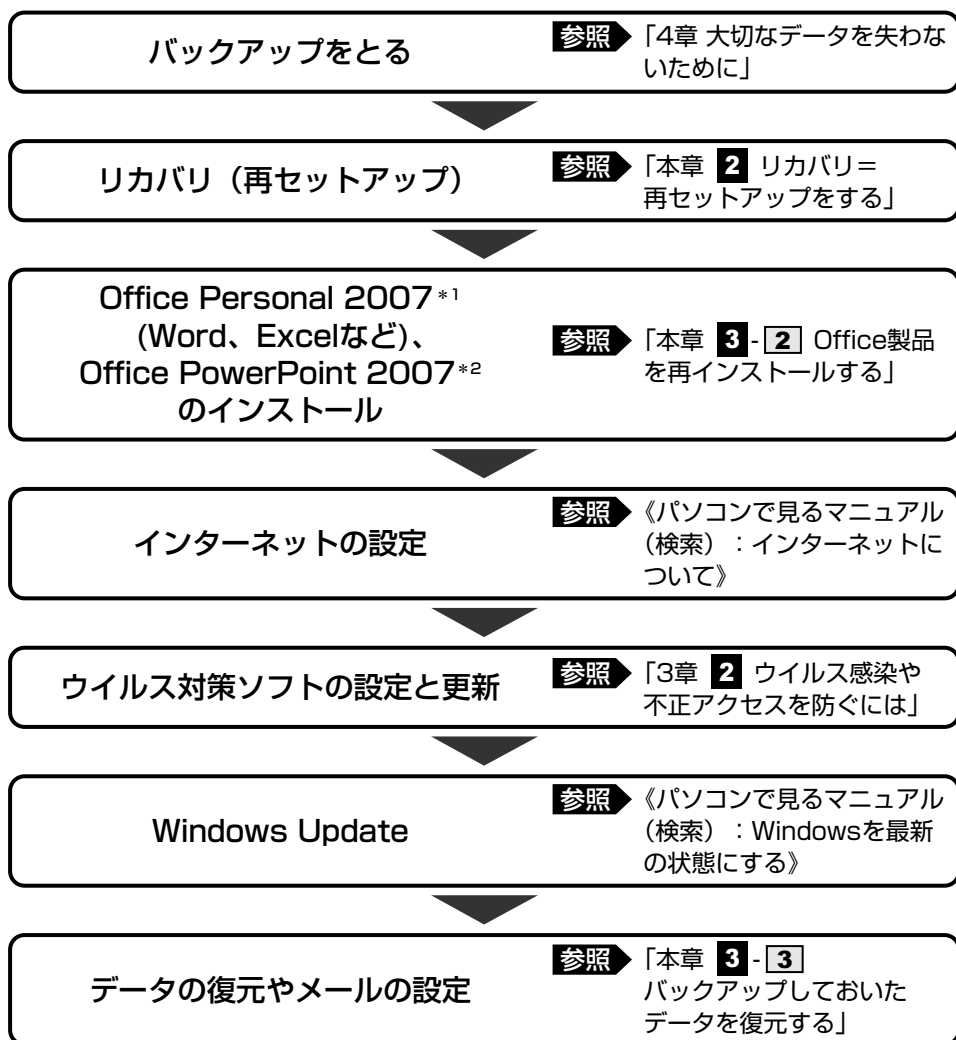 バックアップをとる
参照 「4章 大切なデータを失わな
いために」
リカバリ（再セットアップ）
参照 「本章 2 リカバリ＝
再セットアップをする」
Office Personal 2007*1
(Word、Excelなど)、
Office PowerPoint 2007*2
のインストール
参照 「本章 3 - 2 Office製品
を再インストールする」
インターネットの設定
参照 《パソコンで見るマニュアル
（検索）：インターネットに
ついて》
ウイルス対策ソフトの設定と更新
参照 「3章 2 ウイルス感染や
不正アクセスを防ぐには」
Windows Update
参照 《パソコンで見るマニュアル
（検索）：Windowsを最新
の状態にする》
データの復元やメールの設定
参照 「本章 3 - 3
バックアップしておいた
データを復元する」